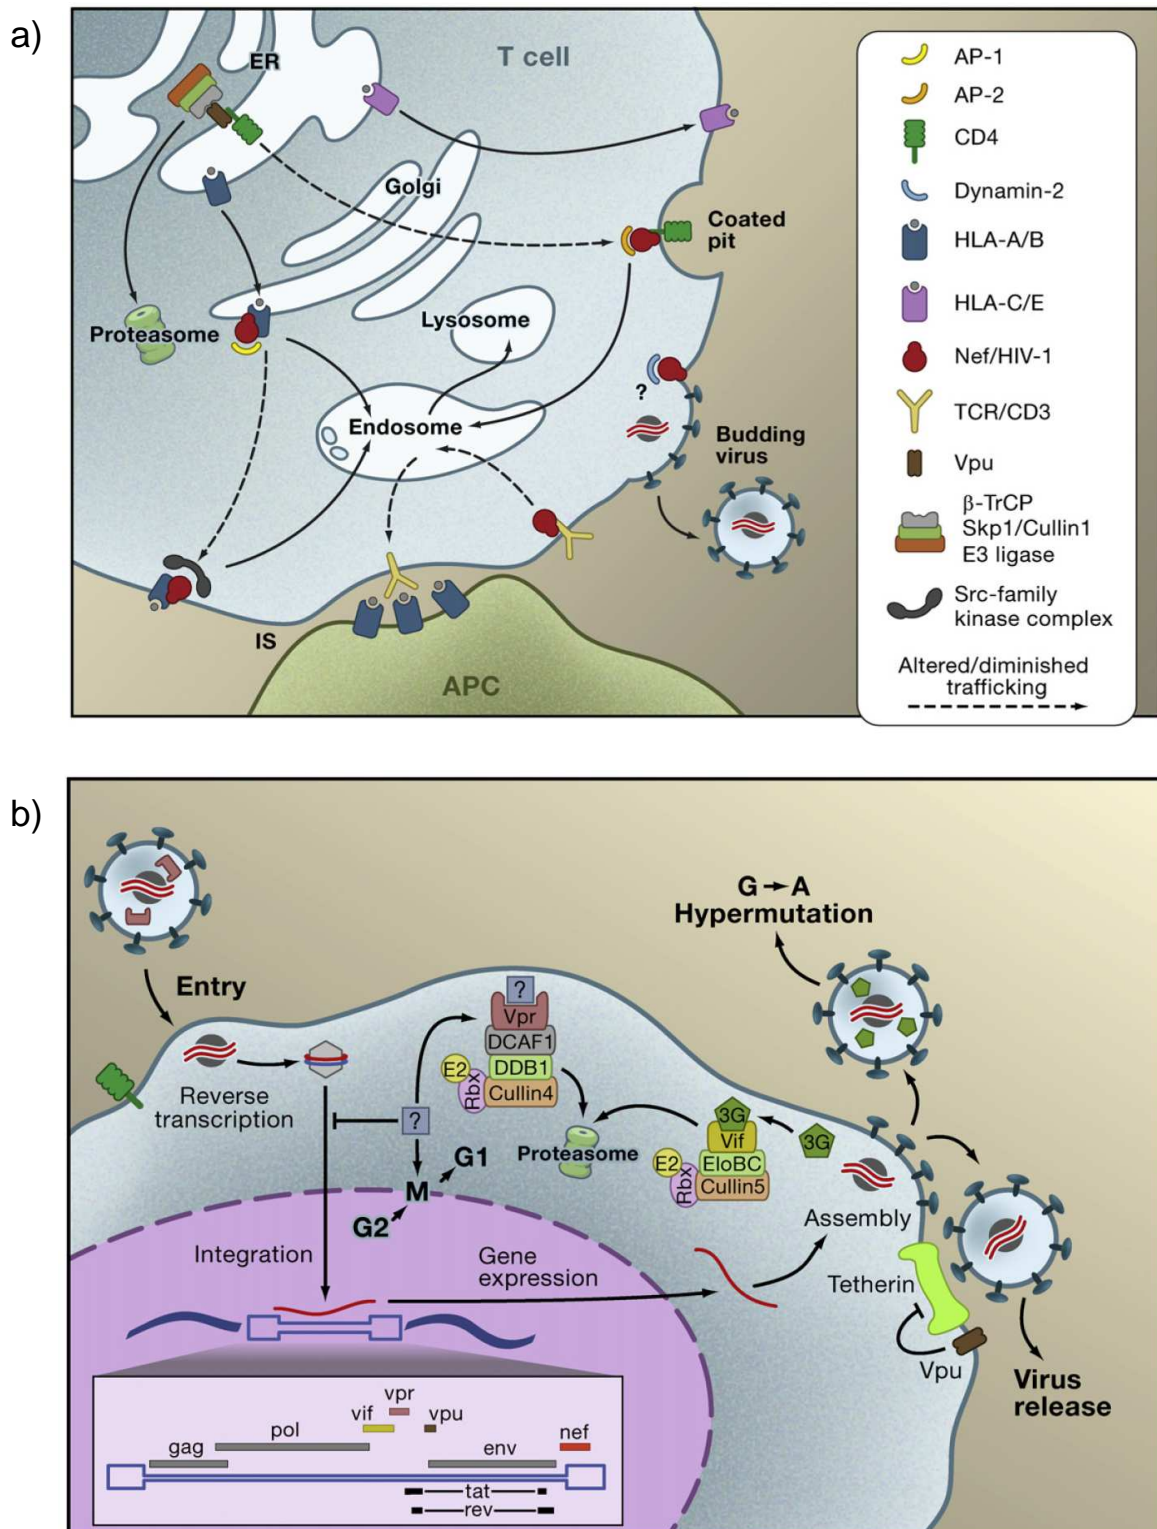 a)
ER
T cell
Golgi
Coated
pit
Proteasome
Lysosome
?
Endosome
Budding
virus
IS
APC
AP-1
AP-2
CD4
Dynamin-2
HLA-A/B
HLA-C/E
Nef/HIV-1
TCR/CD3
Vpu
β-TrCP
Skp1/Cullin1
E3 ligase
Src-family
kinase complex
Altered/diminished
trafficking
b)
G → A
Hypermutation
Entry
?
Vpr
DCAF1
DDB1
E2
Rbx
Cullin4
Reverse
transcription
?
Proteasome
3G
3G
Vif
EloBC
E2
Rbx
Cullin5
G1
M
G2
Assembly
Integration
Gene
expression
Tetherin
Vpu
Virus
release
vpr
vif
vpu
pol
nef
gag
env
tat
rev